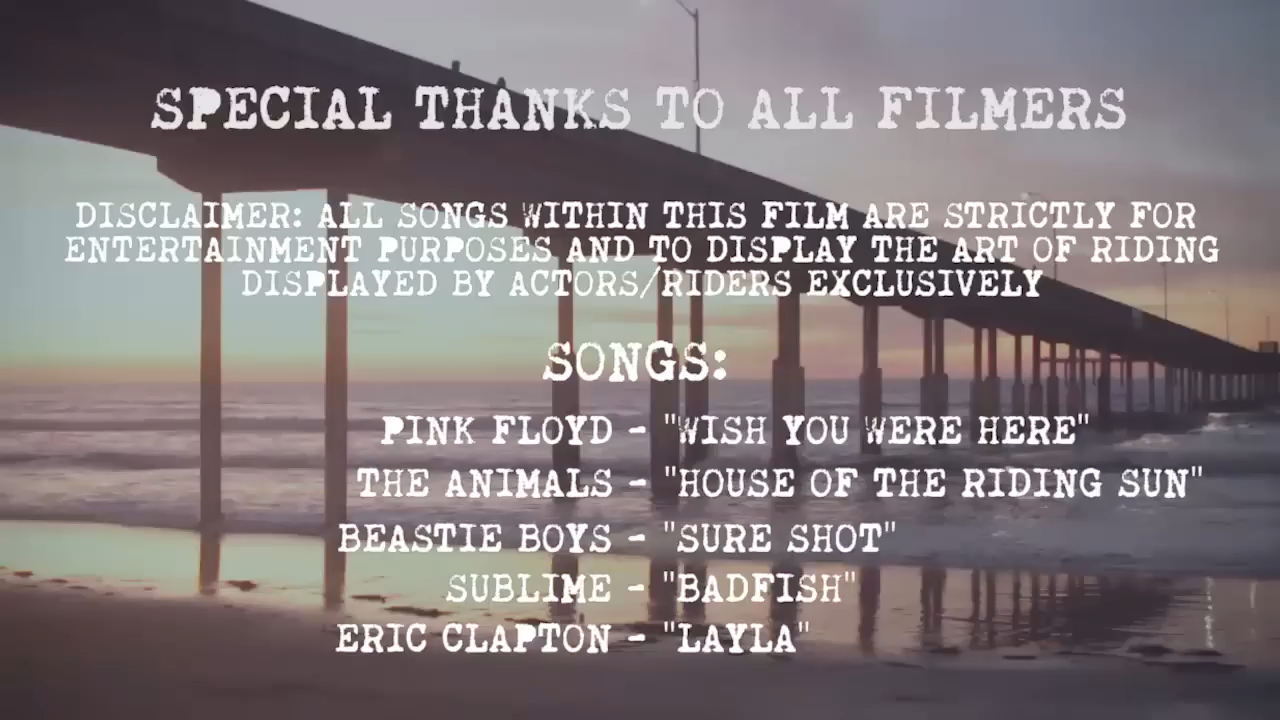 SPECIAL THANKS TO ALL FILMERS
DISCLAIMER: ALL SONGS WITHIN THIS FILM ARE STRICTLY FOR
ENTERTAINMENT PURPOSES AND TO DISPLAY THE ART OF RIDING
DISPLAYED BY ACTORS/RIDERS EXCLUSIVELY
SONGS:
PINK FLOYD - "WISH YOU WERE HERE"
THE ANIMALS - "HOUSE OF THE RIDING SUN"
BEASTIE BOYS - "SURE SHOT"
SUBLIME - "BADFISH"
ERIC CLAPTON - "LAYLA"